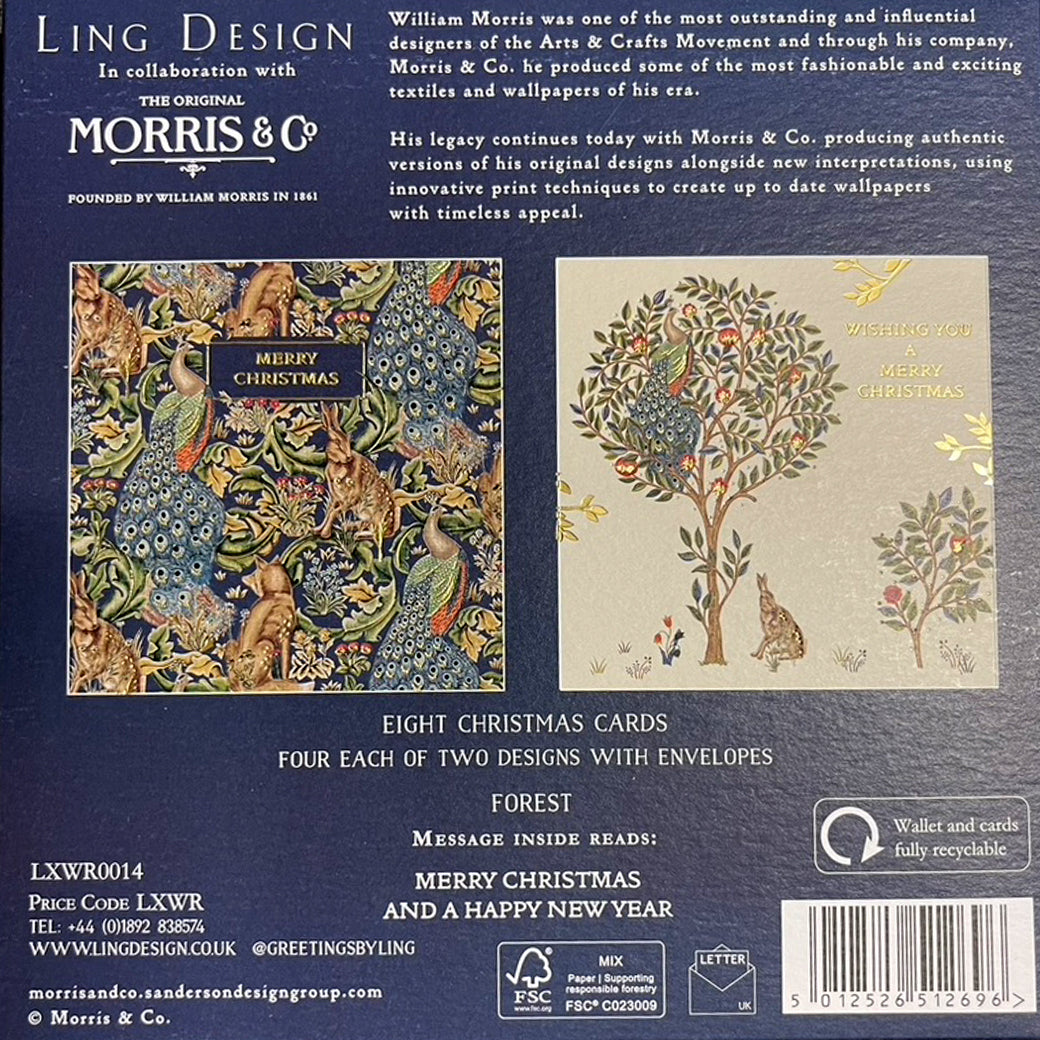 LING DESIGN
In collaboration with
THE ORIGINAL
MORRIS & Co
FOUNDED BY WILLIAM MORRIS IN 1861
William Morris was one of the most outstanding and influential
designers of the Arts & Crafts Movement and through his company,
Morris & Co. he produced some of the most fashionable and exciting
textiles and wallpapers of his era.
His legacy continues today with Morris & Co. producing authentic
versions of his original designs alongside new interpretations, using
innovative print techniques to create up to date wallpapers
with timeless appeal.
MERRY
CHRISTMAS
WISHING YOU
A
MERRY
CHRISTMAS
EIGHT CHRISTMAS CARDS
FOUR EACH OF TWO DESIGNS WITH ENVELOPES
FOREST
MESSAGE INSIDE READS:
MERRY CHRISTMAS
AND A HAPPY NEW YEAR
LXWR0014
PRICE CODE LXWR
TEL: +44 (0)1892 838574
WWW.LINGDESIGN.CO.UK @GREETINGSBYLING
morrisandco.sandersondesigngroup.com
© Morris & Co.
Wallet and cards
fully recyclable
FSC
www.fsc.org
MIX
Paper | Supporting
responsible forestry
FSC® C023009
LETTER
UK
5 012526 512696 >